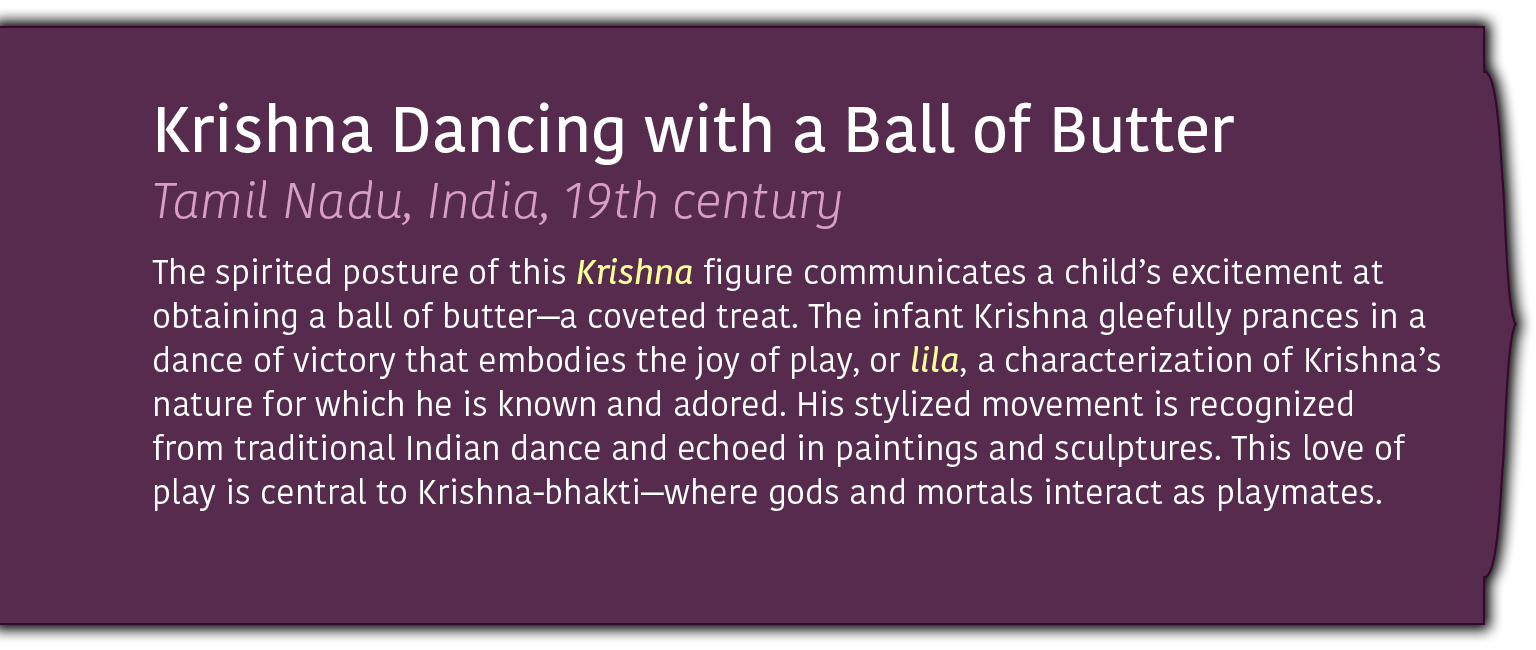 Krishna Dancing with a Ball of Butter
Tamil Nadu, India, 19th century
The spirited posture of this Krishna figure communicates a child’s excitement at
obtaining a ball of butter—a coveted treat. The infant Krishna gleefully prances in a
dance of victory that embodies the joy of play, or lila, a characterization of Krishna’s
nature for which he is known and adored. His stylized movement is recognized
from traditional Indian dance and echoed in paintings and sculptures. This love of
play is central to Krishna-bhakti—where gods and mortals interact as playmates.